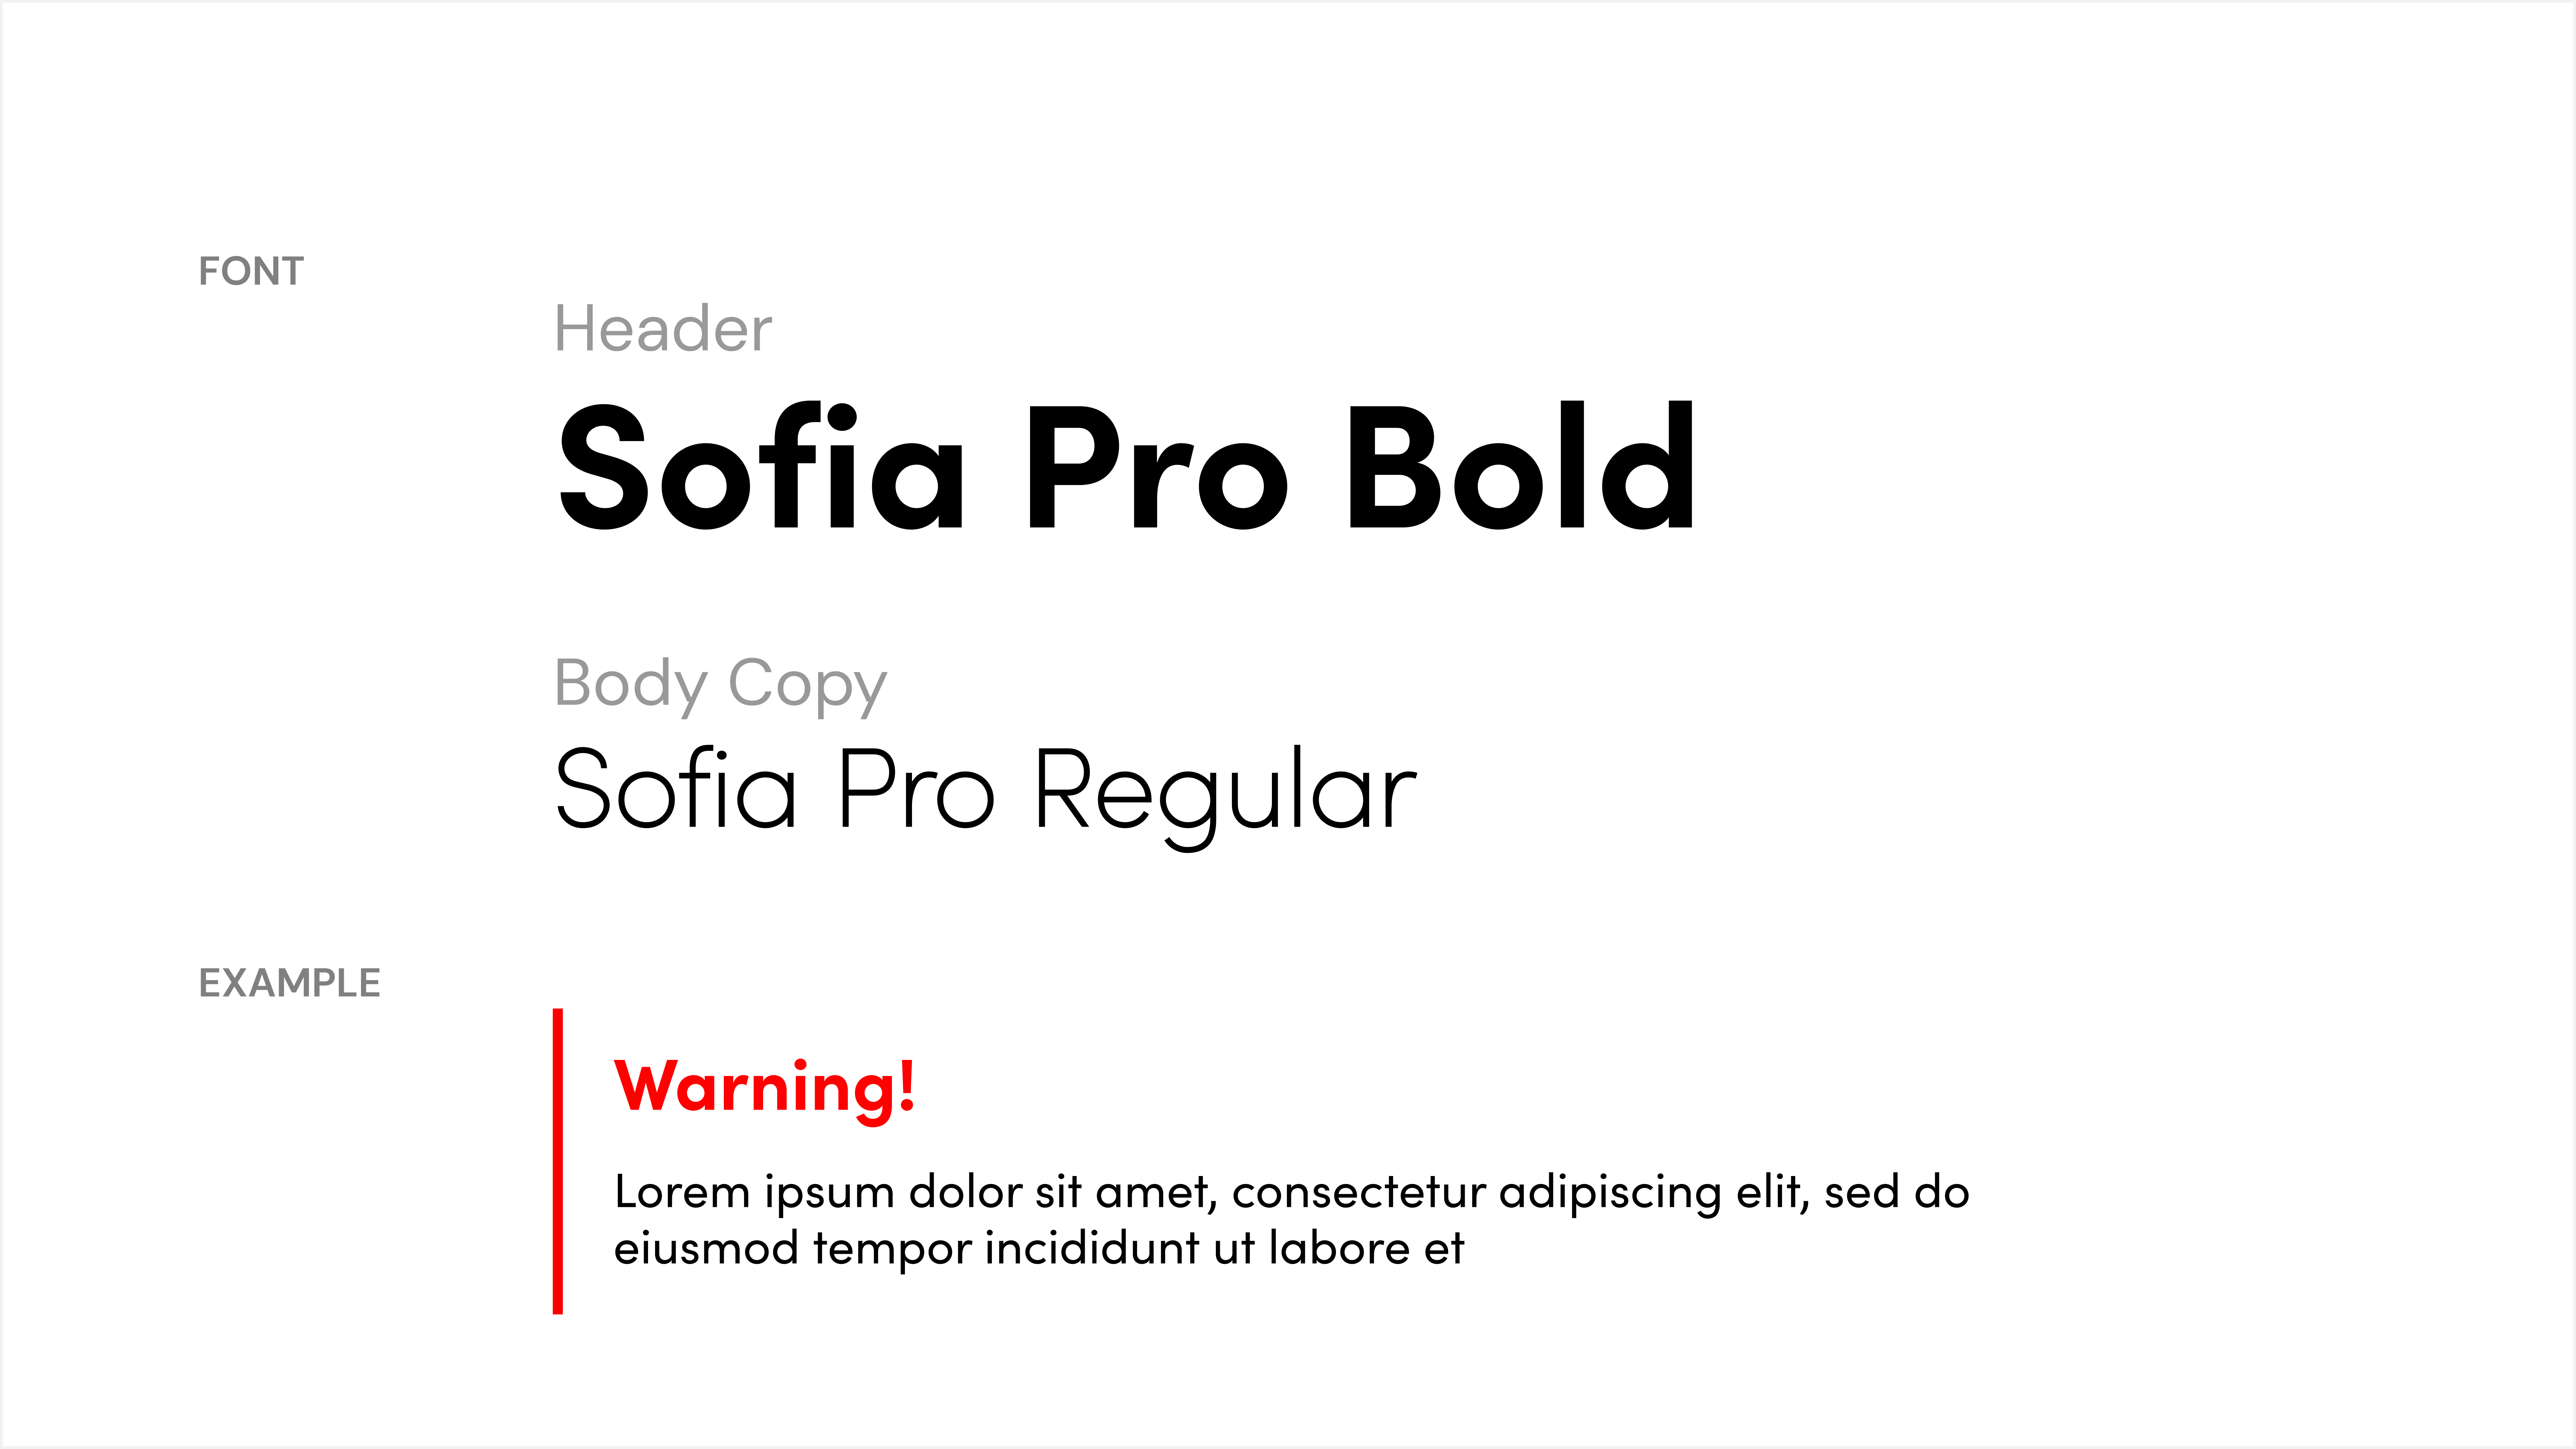 FONT
Header
Sofia Pro Bold
Body Copy
Sofia Pro Regular
EXAMPLE
Warning!
Lorem ipsum dolor sit amet, consectetur adipiscing elit, sed do
eiusmod tempor incididunt ut labore et